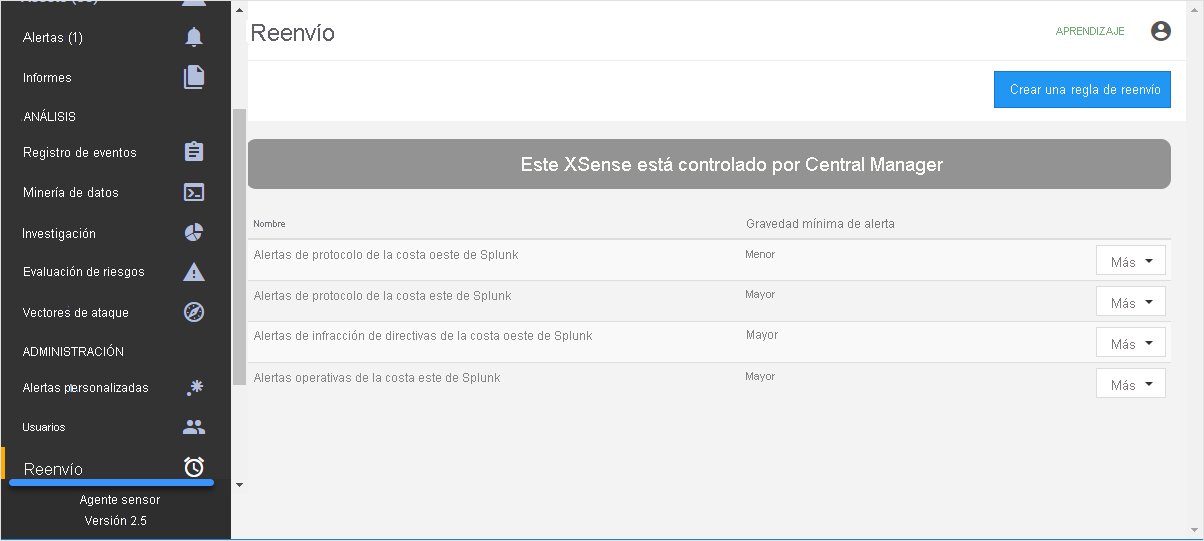 Alertas (1)
Informes
ANÁLISIS
Registro de eventos
Minería de datos
Investigación
Evaluación de riesgos
Vectores de ataque
ADMINISTRACIÓN
Alertas personalizadas
Usuarios
Reenvío
Agente sensor
Versión 2.5
Reenvío
APRENDIZAJE
Crear una regla de reenvío
Este XSense está controlado por Central Manager
Nombre Gravedad mínima de alerta
Alertas de protocolo de la costa oeste de Splunk Menor Más
Alertas de protocolo de la costa este de Splunk Mayor Más
Alertas de infracción de directivas de la costa oeste de Splunk Mayor Más
Alertas operativas de la costa este de Splunk Mayor Más